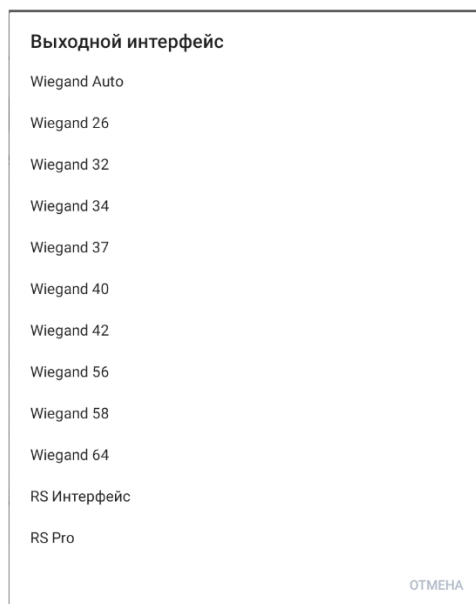 Выходной интерфейс
Wiegand Auto
Wiegand 26
Wiegand 32
Wiegand 34
Wiegand 37
Wiegand 40
Wiegand 42
Wiegand 56
Wiegand 58
Wiegand 64
RS Интерфейс
RS Pro
ОТМЕНА